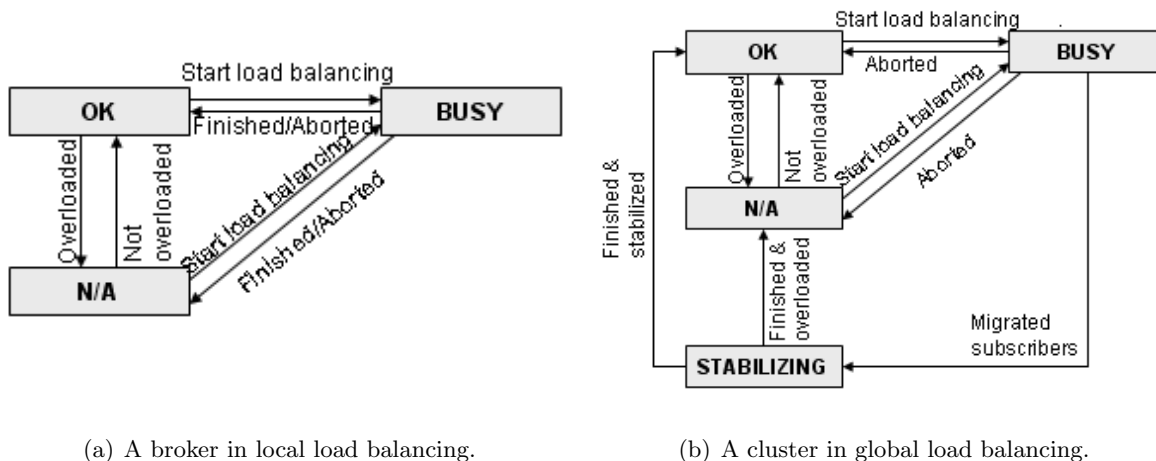 Start load balancing
OK
BUSY
Finished/Aborted
Overloaded
Not
overloaded
Start load balancing
Finished/Aborted
N/A
(a) A broker in local load balancing.
Start load balancing
OK
BUSY
Aborted
Overloaded
Not
overloaded
Start load balancing
Aborted
N/A
Finished &
stabilized
Finished &
overloaded
Migrated
subscribers
STABILIZING
(b) A cluster in global load balancing.